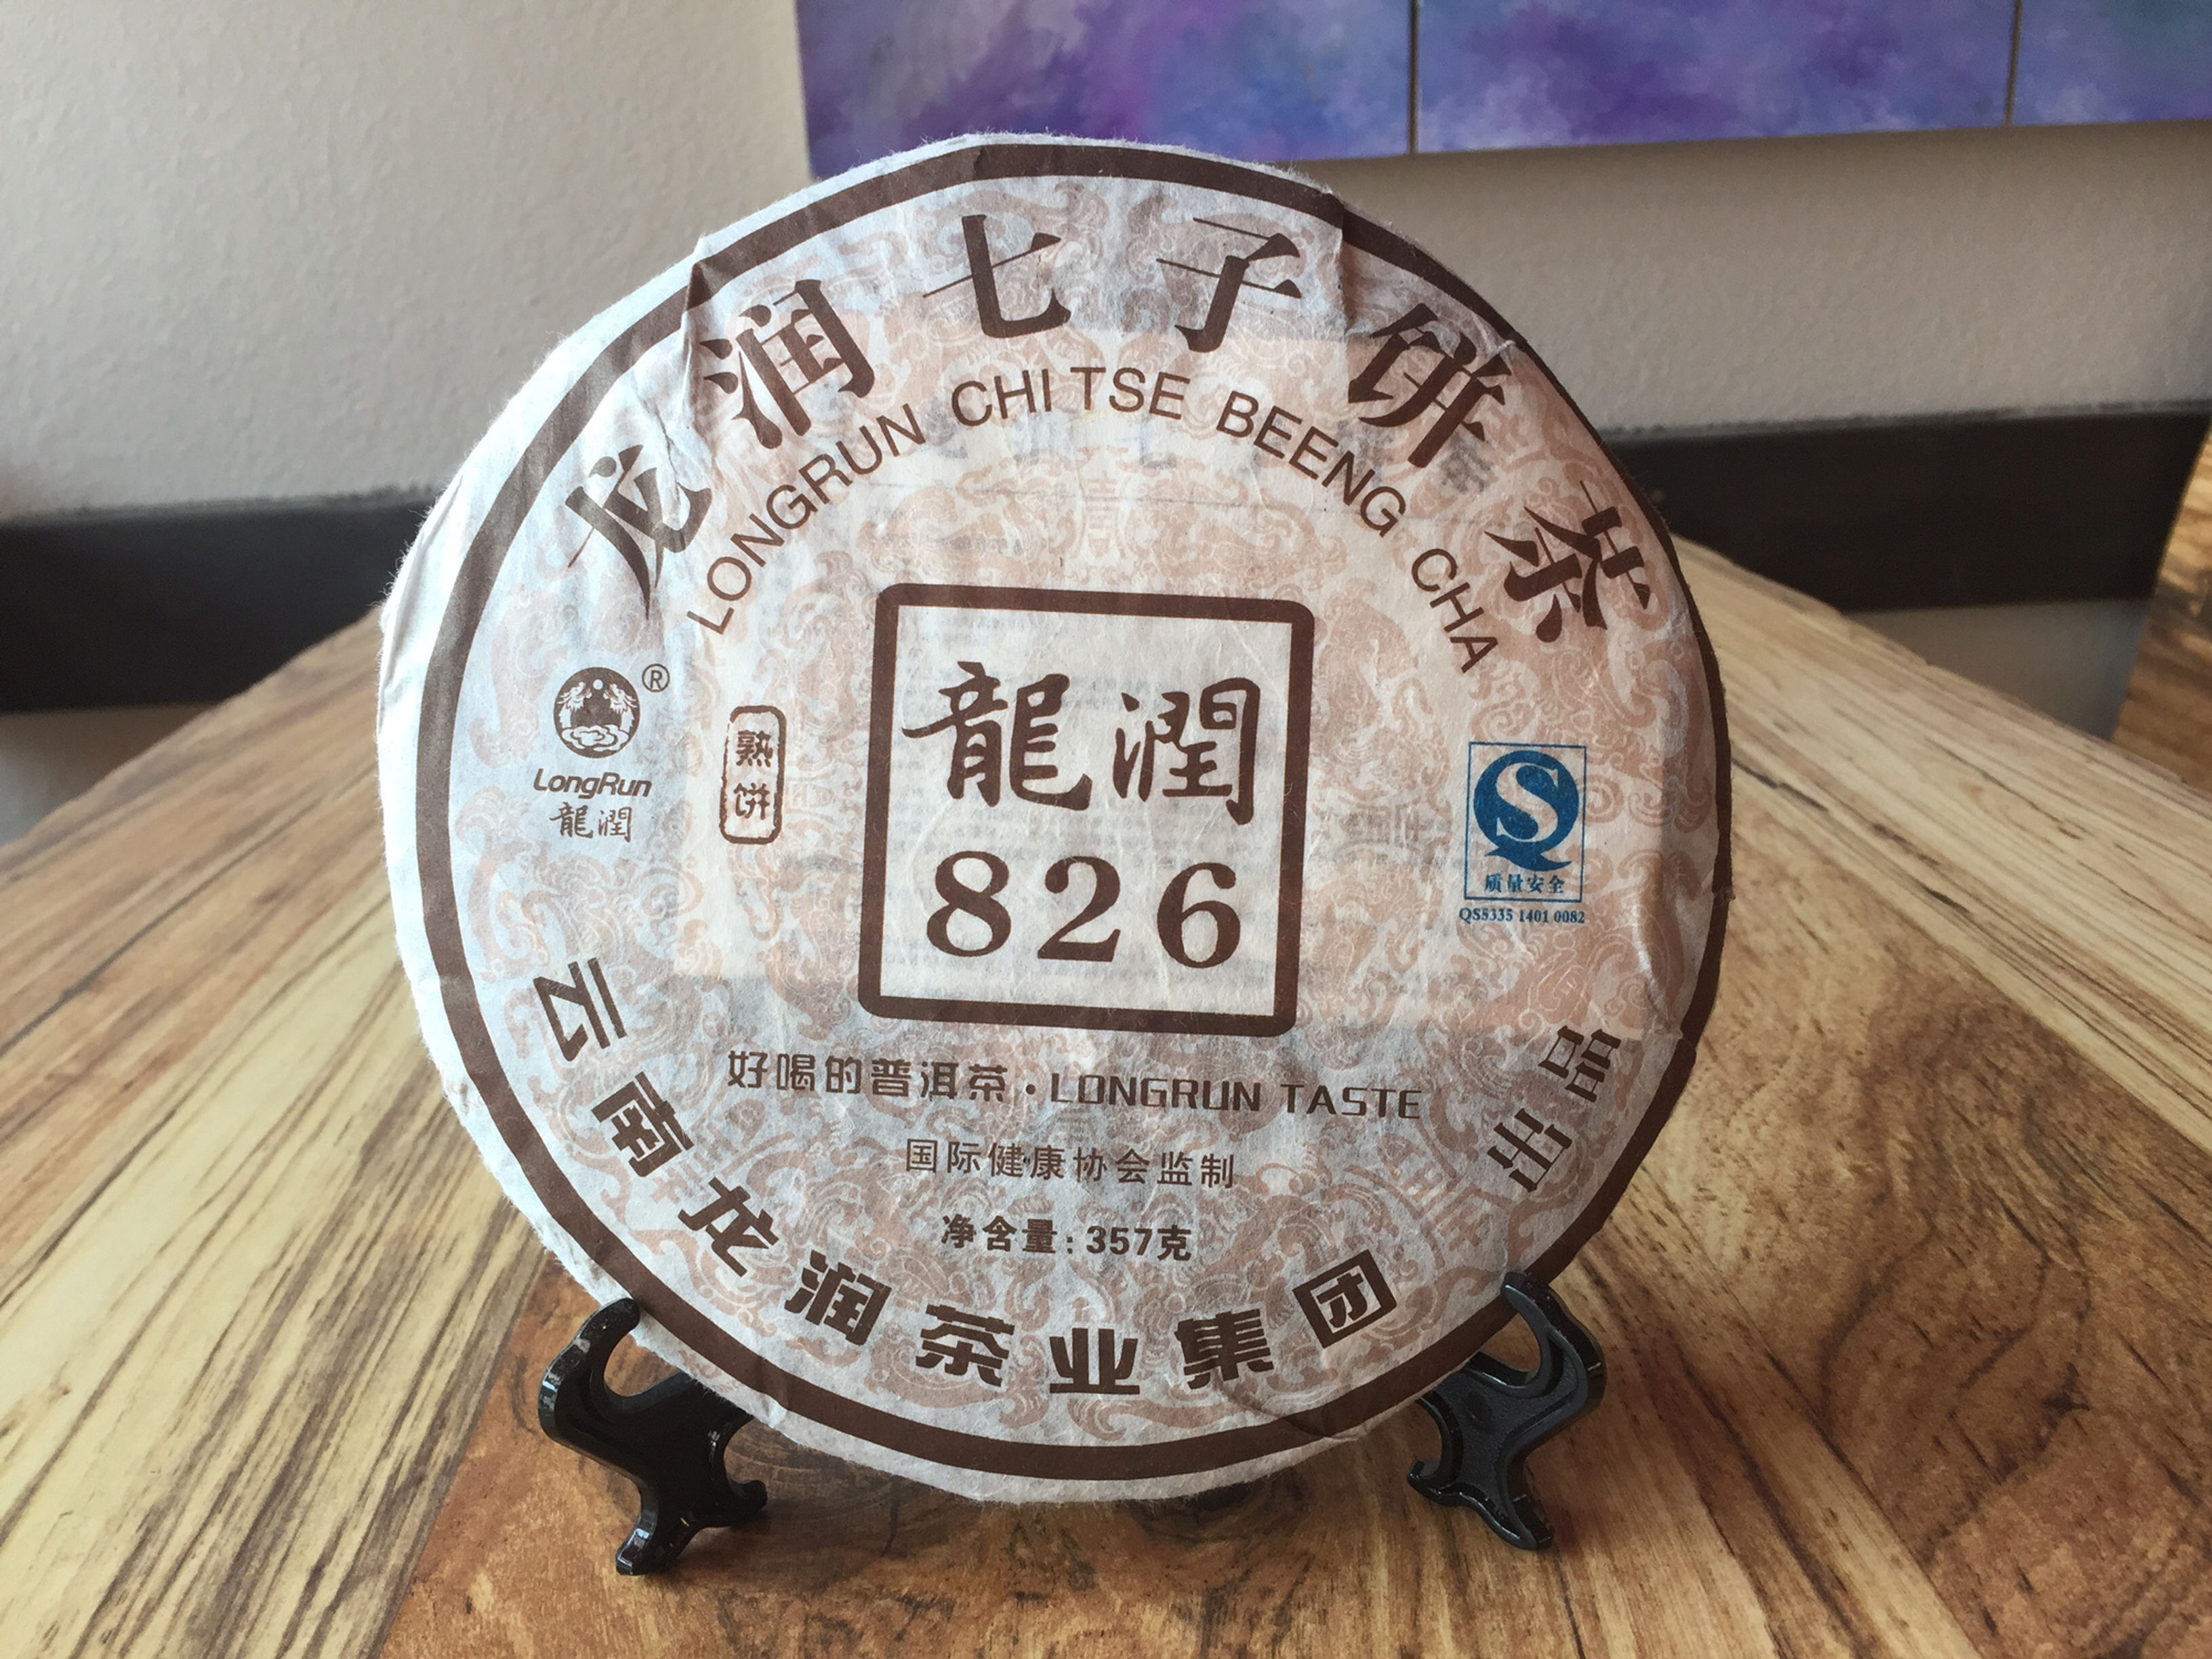 龙润七子饼茶
LONGRUN CHI TSE BEENG CHA
®
LongRun
龍潤
熟饼
龍潤
826
质量安全
QS5335 1401 0082
好喝的普洱茶·LONGRUN TASTE
国际健康协会监制
净含量:357克
云南龙润茶业集团 出品